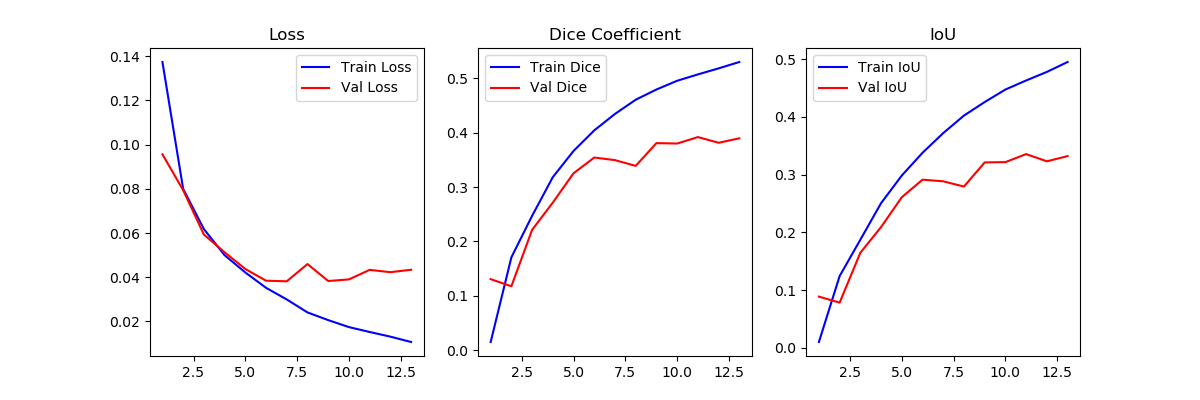 Loss
Train Loss
Val Loss
0.14
0.12
0.10
0.08
0.06
0.04
0.02
2.5 5.0 7.5 10.0 12.5
Dice Coefficient
Train Dice
Val Dice
0.5
0.4
0.3
0.2
0.1
0.0
2.5 5.0 7.5 10.0 12.5
IoU
Train IoU
Val IoU
0.5
0.4
0.3
0.2
0.1
0.0
2.5 5.0 7.5 10.0 12.5